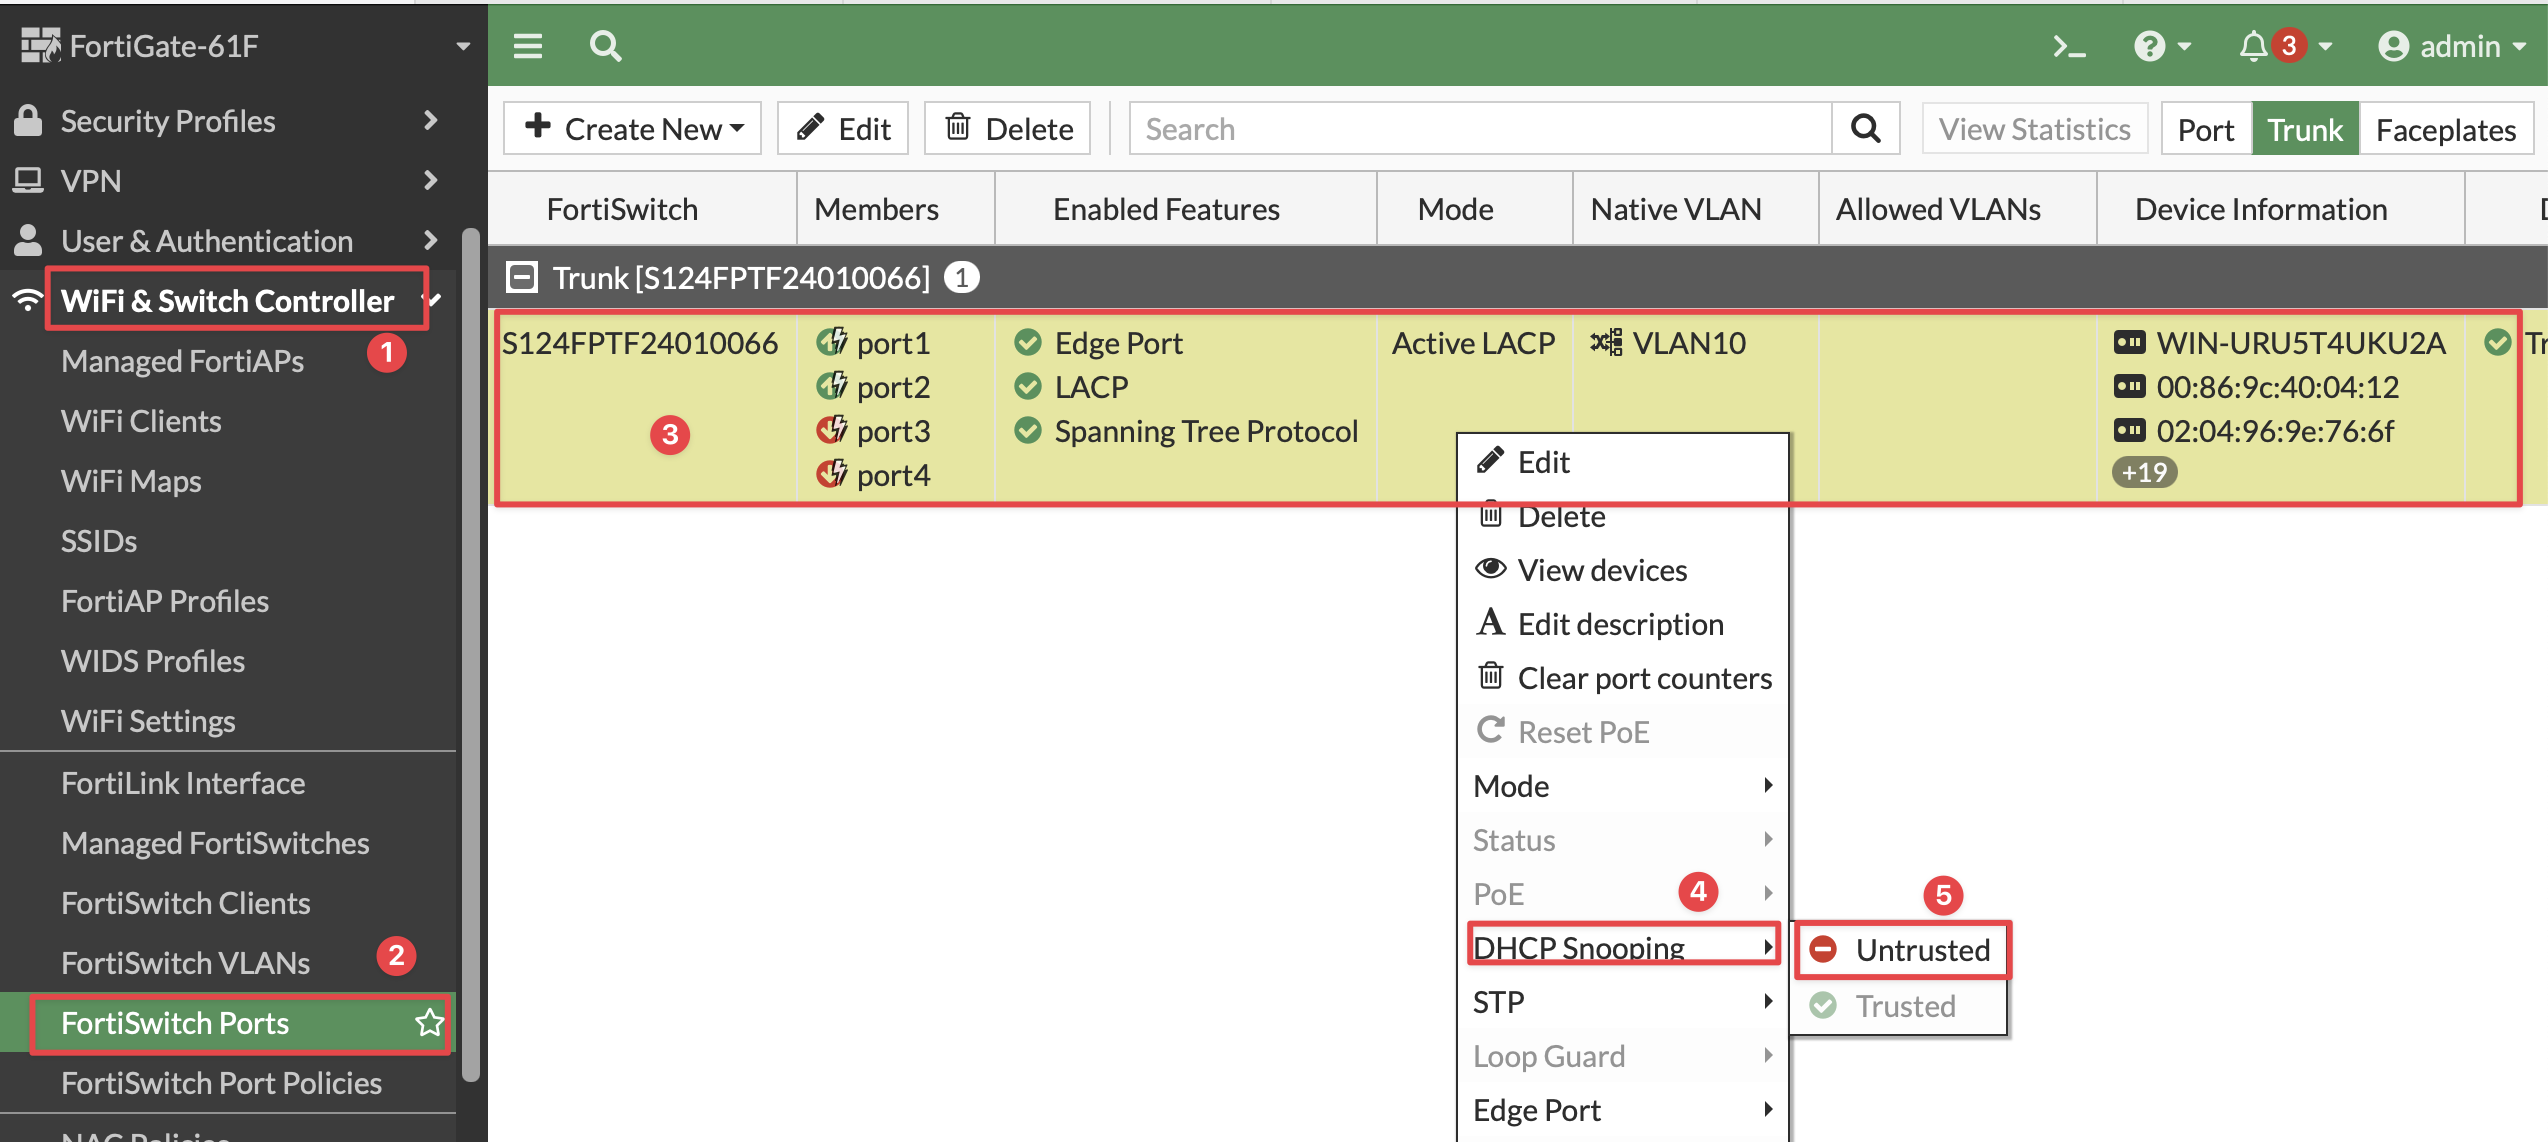 FortiGate-61F
3
admin
Security Profiles
VPN
User & Authentication
WiFi & Switch Controller
1
Managed FortiAPs
WiFi Clients
WiFi Maps
SSIDs
FortiAP Profiles
WIDS Profiles
WiFi Settings
FortiLink Interface
Managed FortiSwitches
FortiSwitch Clients
FortiSwitch VLANs
2
FortiSwitch Ports
FortiSwitch Port Policies
NAC Policies
Create New
Edit
Delete
Search
View Statistics
Port
Trunk
Faceplates
FortiSwitch
Members
Enabled Features
Mode
Native VLAN
Allowed VLANs
Device Information
Trunk [S124FPTF24010066] 1
S124FPTF24010066
3
port1
port2
port3
port4
Edge Port
LACP
Spanning Tree Protocol
Active LACP
VLAN10
WIN-URU5T4UKU2A
00:86:9c:40:04:12
02:04:96:9e:76:6f
+19
Tr
Edit
Delete
View devices
Edit description
Clear port counters
Reset PoE
Mode
Status
PoE
4
DHCP Snooping
STP
Loop Guard
Edge Port
5
Untrusted
Trusted